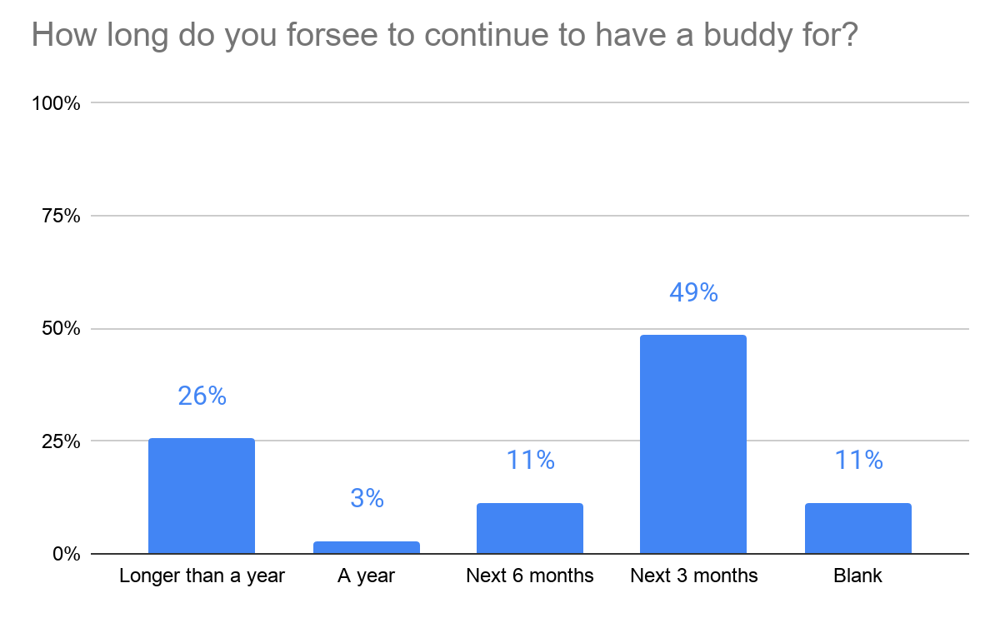 How long do you forsee to continue to have a buddy for?
100%
75%
50%
25%
0%
26%
3%
11%
49%
11%
Longer than a year
A year
Next 6 months
Next 3 months
Blank